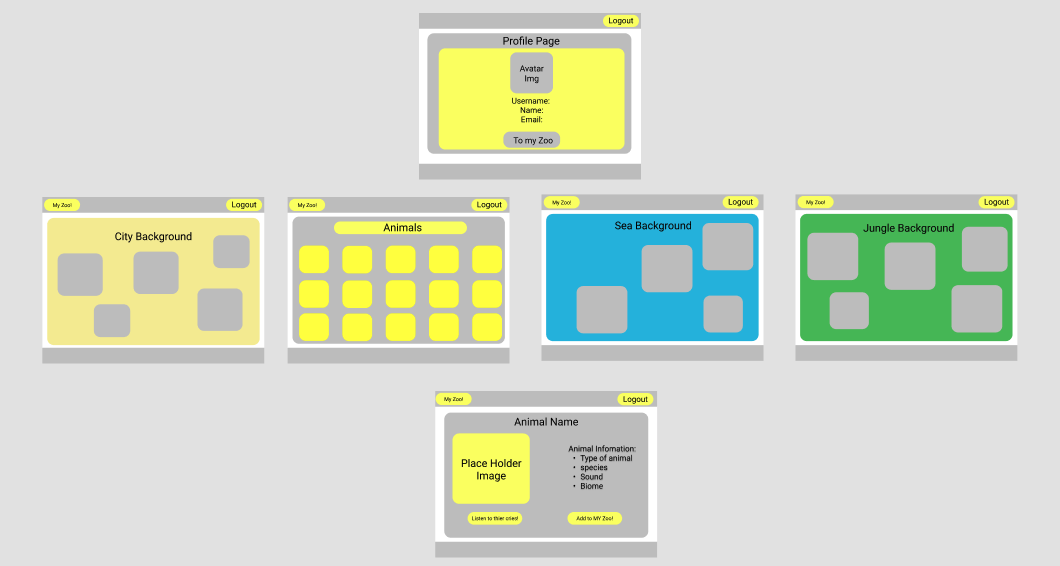 Logout
Profile Page
Avatar
Img
Username:
Name:
Email:
To my Zoo
My Zoo!
Logout
City Background
My Zoo!
Logout
Animals
My Zoo!
Logout
Sea Background
My Zoo!
Logout
Jungle Background
My Zoo!
Logout
Animal Name
Place Holder
Image
Animal Infomation:
• Type of animal
• species
• Sound
• Biome
Listen to thier cries!
Add to MY Zoo!